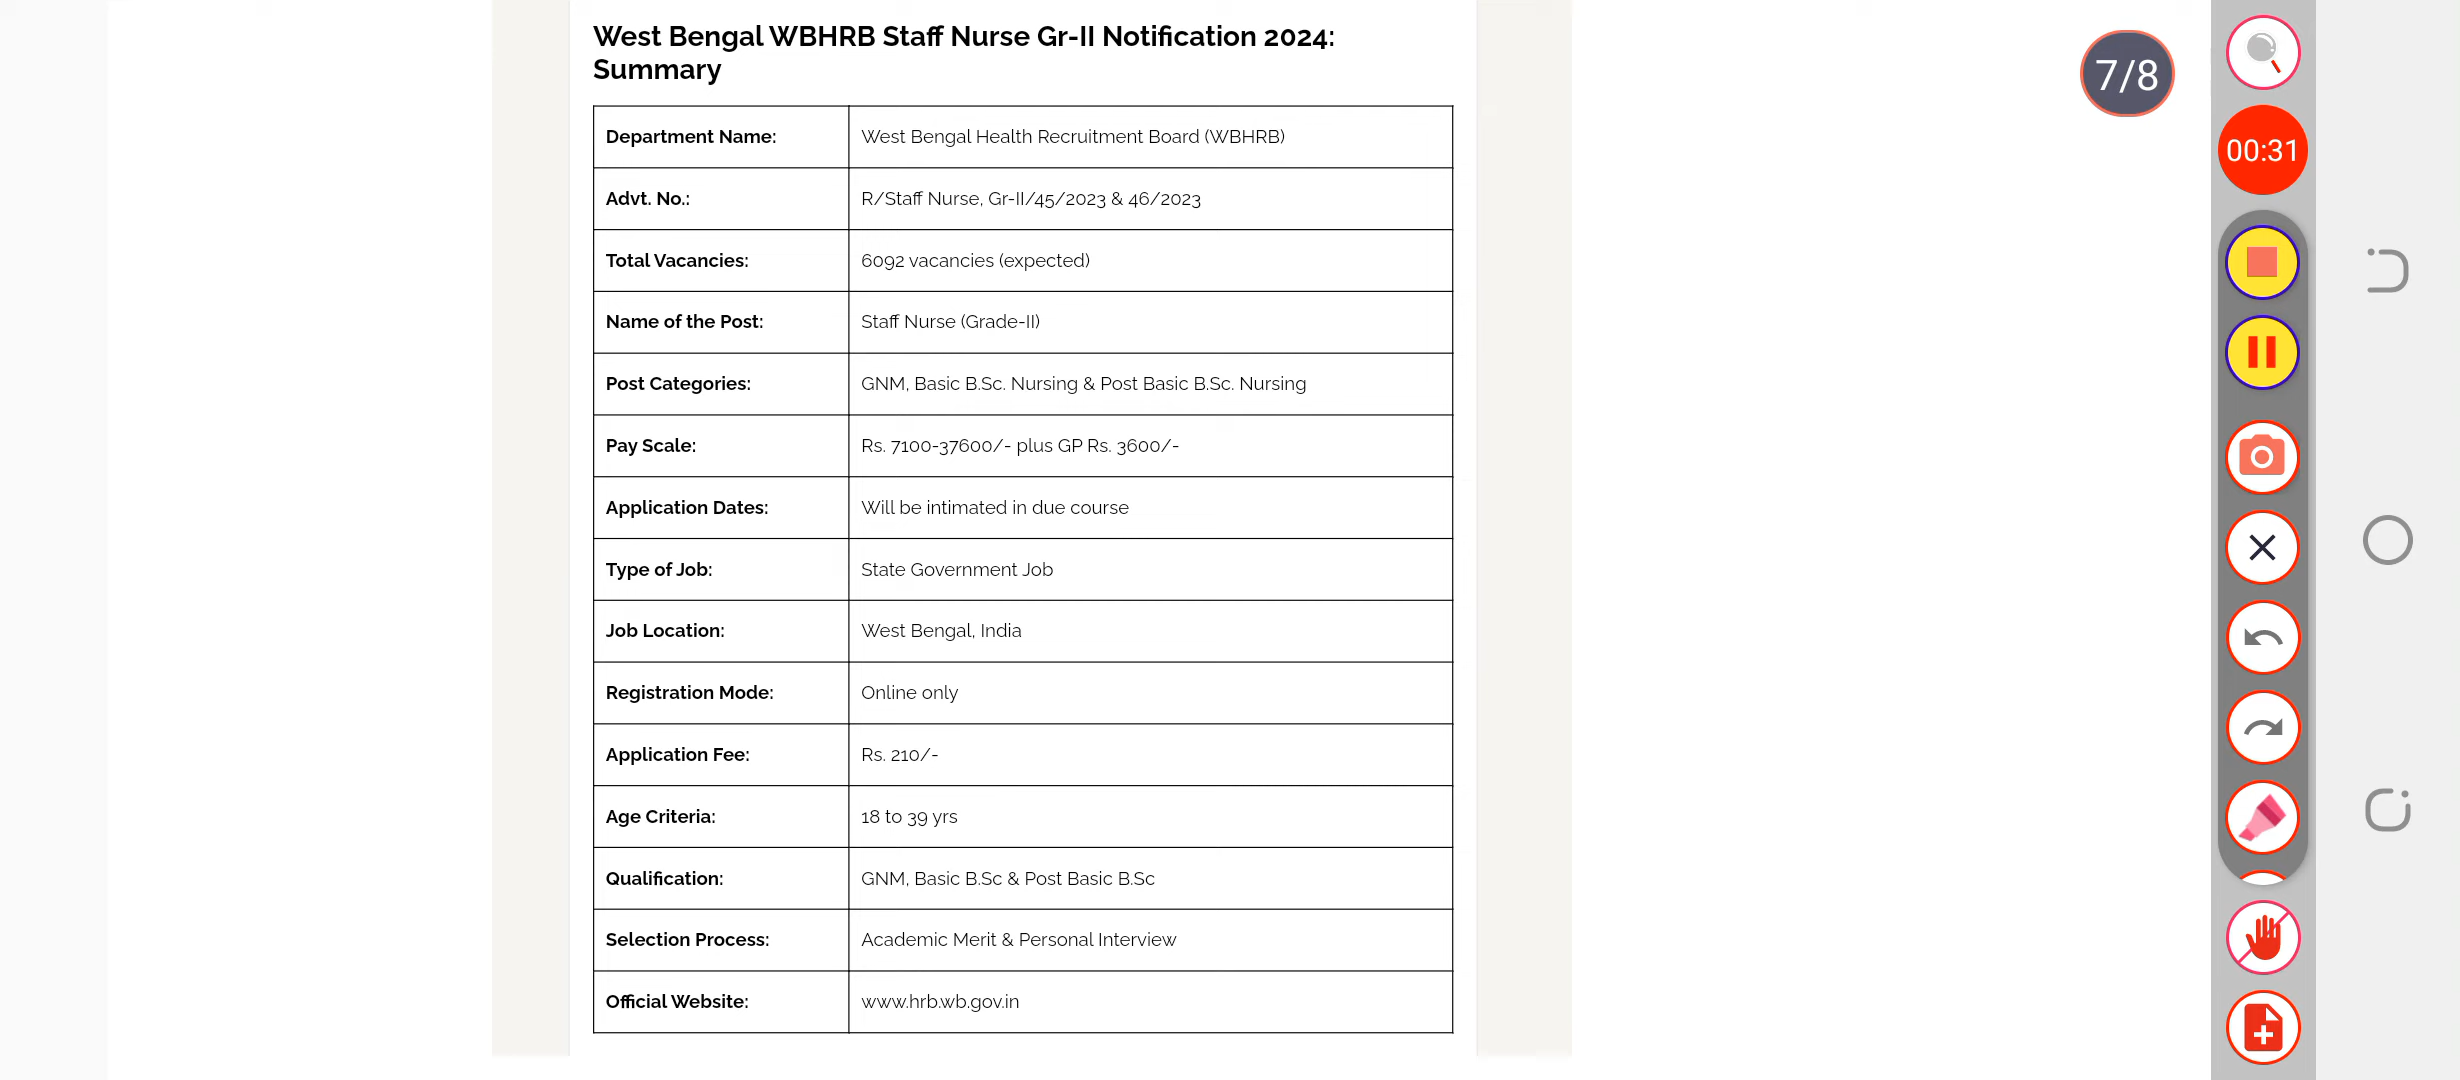 West Bengal WBHRB Staff Nurse Gr-II Notification 2024:
Summary
Department Name: West Bengal Health Recruitment Board (WBHRB)
Advt. No.: R/Staff Nurse, Gr-II/45/2023 & 46/2023
Total Vacancies: 6092 vacancies (expected)
Name of the Post: Staff Nurse (Grade-II)
Post Categories: GNM, Basic B.Sc. Nursing & Post Basic B.Sc. Nursing
Pay Scale: Rs. 7100-37600/- plus GP Rs. 3600/-
Application Dates: Will be intimated in due course
Type of Job: State Government Job
Job Location: West Bengal, India
Registration Mode: Online only
Application Fee: Rs. 210/-
Age Criteria: 18 to 39 yrs
Qualification: GNM, Basic B.Sc & Post Basic B.Sc
Selection Process: Academic Merit & Personal Interview
Official Website: www.hrb.wb.gov.in
7/8
00:31